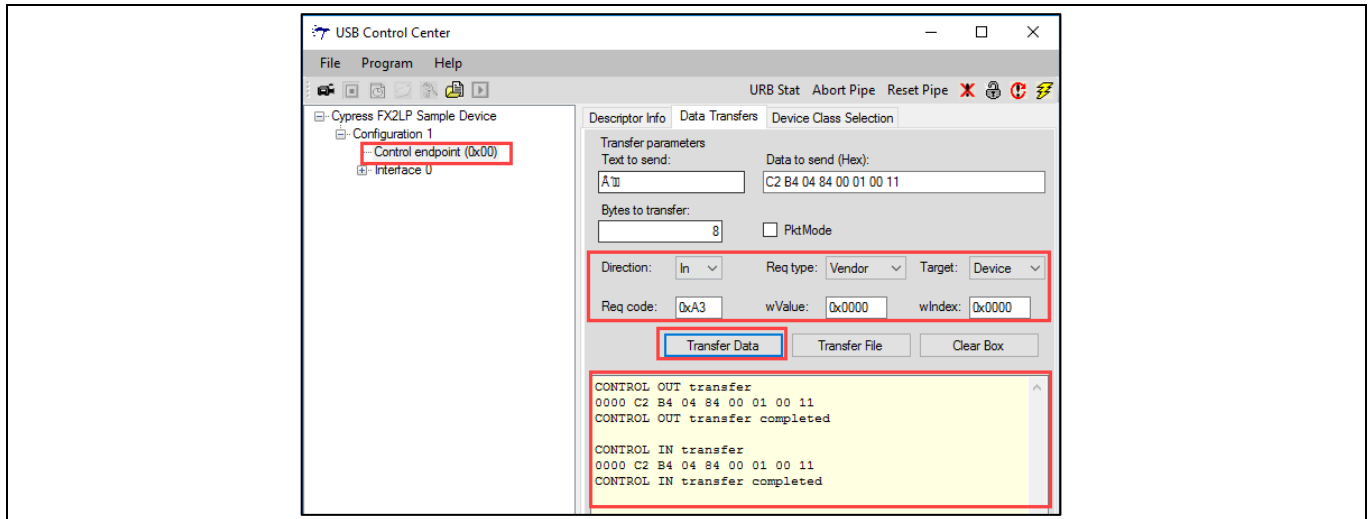 USB Control Center
File Program Help
URB Stat Abort Pipe Reset Pipe
Cypress FX2LP Sample Device
Configuration 1
Control endpoint (0x00)
Interface 0
Descriptor Info Data Transfers Device Class Selection
Transfer parameters
Text to send: Data to send (Hex):
C2 B4 04 84 00 01 00 11
Bytes to transfer:
8 PktMode
Direction: In Req type: Vendor Target: Device
Req code: 0xA3 wValue: 0x0000 wIndex: 0x0000
Transfer Data Transfer File Clear Box
CONTROL OUT transfer
0000 C2 B4 04 84 00 01 00 11
CONTROL OUT transfer completed
CONTROL IN transfer
0000 C2 B4 04 84 00 01 00 11
CONTROL IN transfer completed